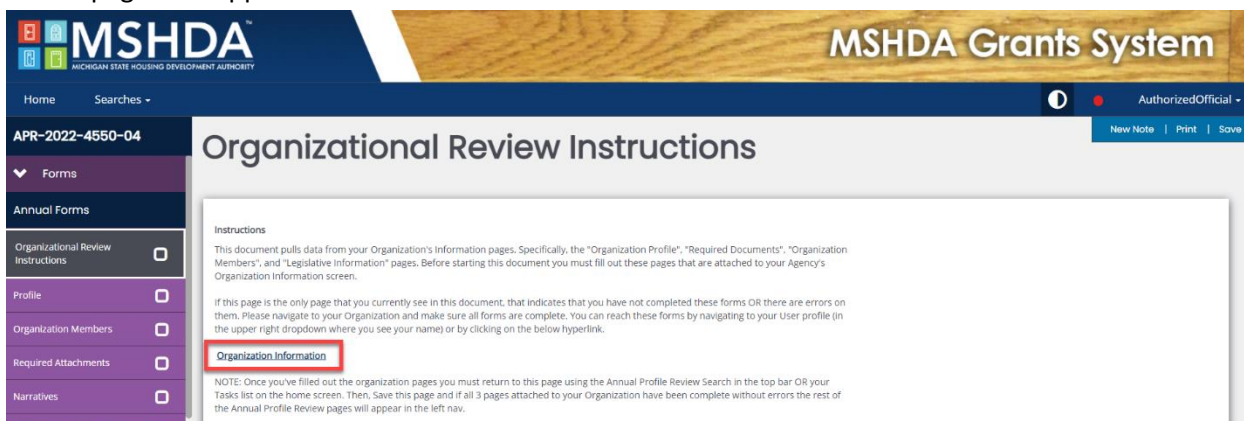 MSHDA
MICHIGAN STATE HOUSING DEVELOPMENT AUTHORITY
MSHDA Grants System
Home Searches
AuthorizedOfficial
APR-2022-4550-04
New Note | Print | Save
Organizational Review Instructions
Forms
Annual Forms
Organizational Review
Instructions
Profile
Organization Members
Required Attachments
Narratives
Instructions
This document pulls data from your Organization's Information pages. Specifically, the "Organization Profile", "Required Documents", "Organization
Members", and "Legislative Information" pages. Before starting this document you must fill out these pages that are attached to your Agency's
Organization Information screen.
If this page is the only page that you currently see in this document, that indicates that you have not completed these forms OR there are errors on
them. Please navigate to your Organization and make sure all forms are complete. You can reach these forms by navigating to your User profile (in
the upper right dropdown where you see your name) or by clicking on the below hyperlink.
Organization Information
NOTE: Once you've filled out the organization pages you must return to this page using the Annual Profile Review Search in the top bar OR your
Tasks list on the home screen. Then, Save this page and if all 3 pages attached to your Organization have been complete without errors the rest of
the Annual Profile Review pages will appear in the left nav.